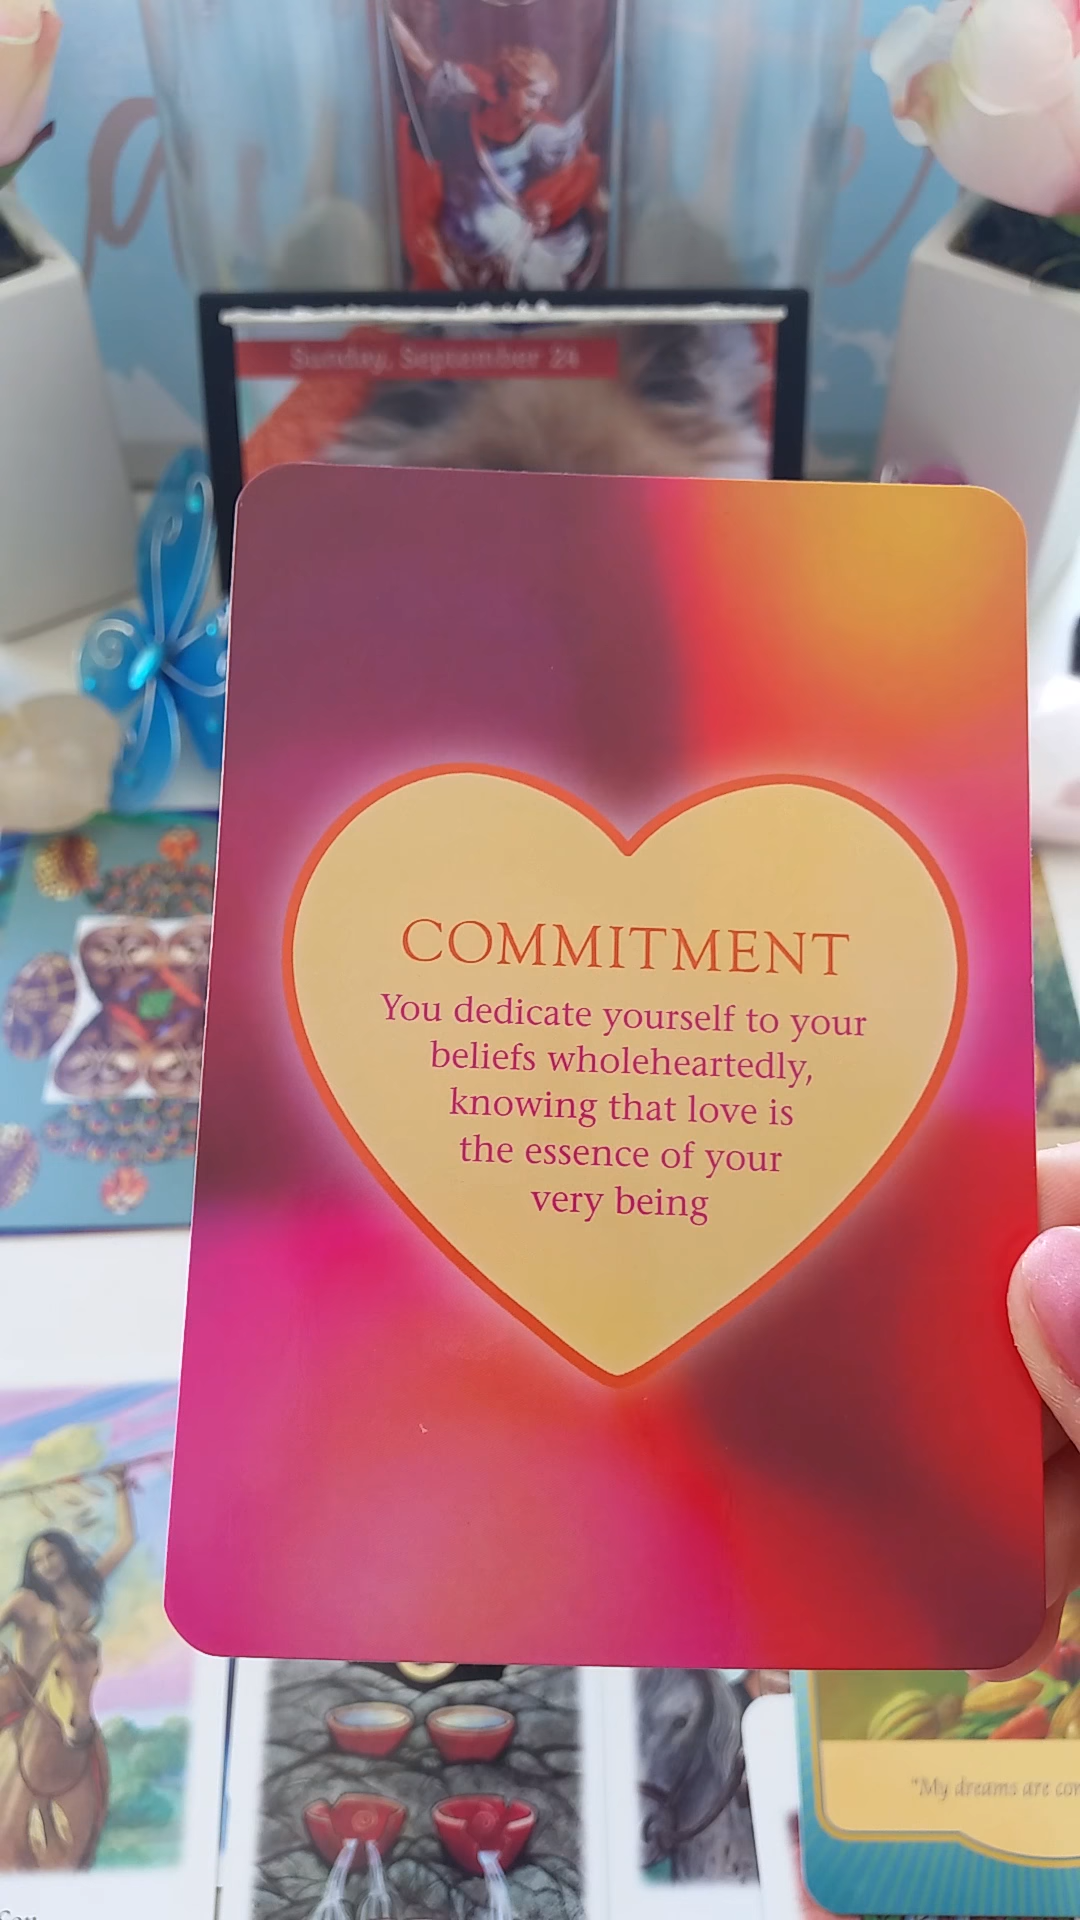 Sunday, September 24
COMMITMENT
You dedicate yourself to your
beliefs wholeheartedly,
knowing that love is
the essence of your
very being
"My dreams are com